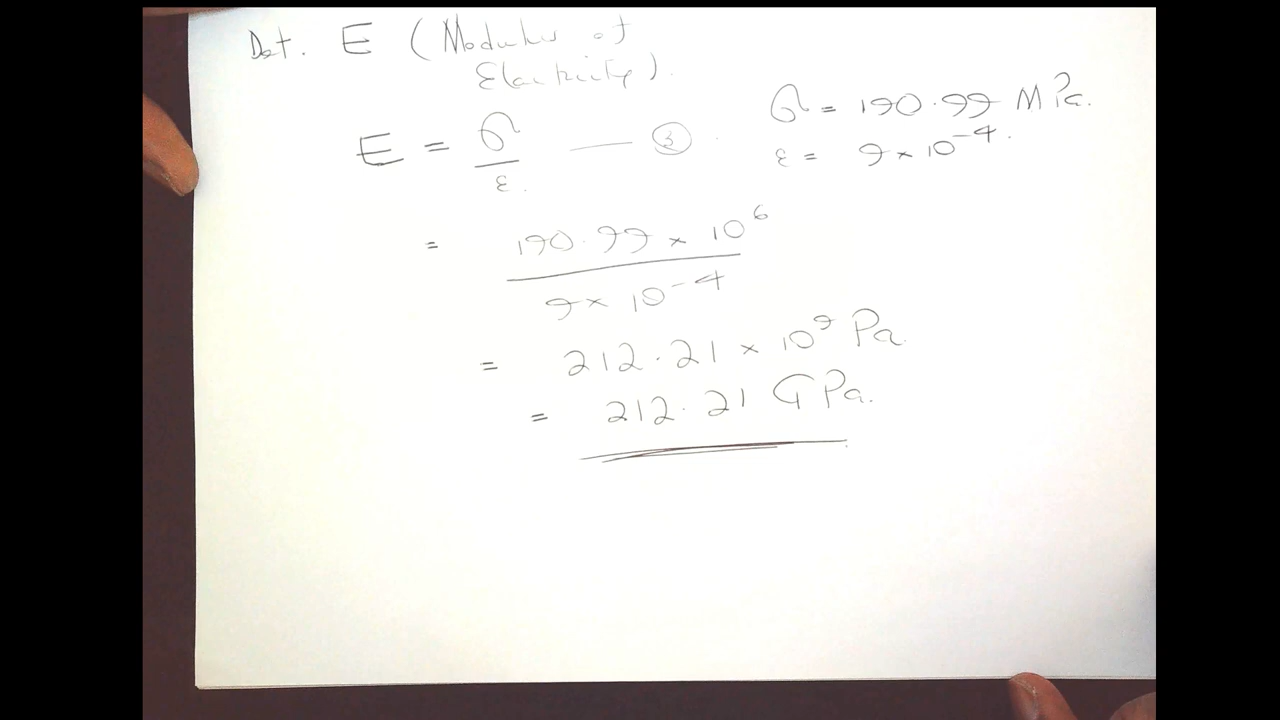 Det. E (Modulus of
Elasticity).
E = σ/ε — ③.
σ = 190.99 MPa.
ε = 9 × 10⁻⁴.
= 190.99 × 10⁶
9 × 10⁻⁴
= 212.21 × 10⁹ Pa.
= 212.21 GPa.